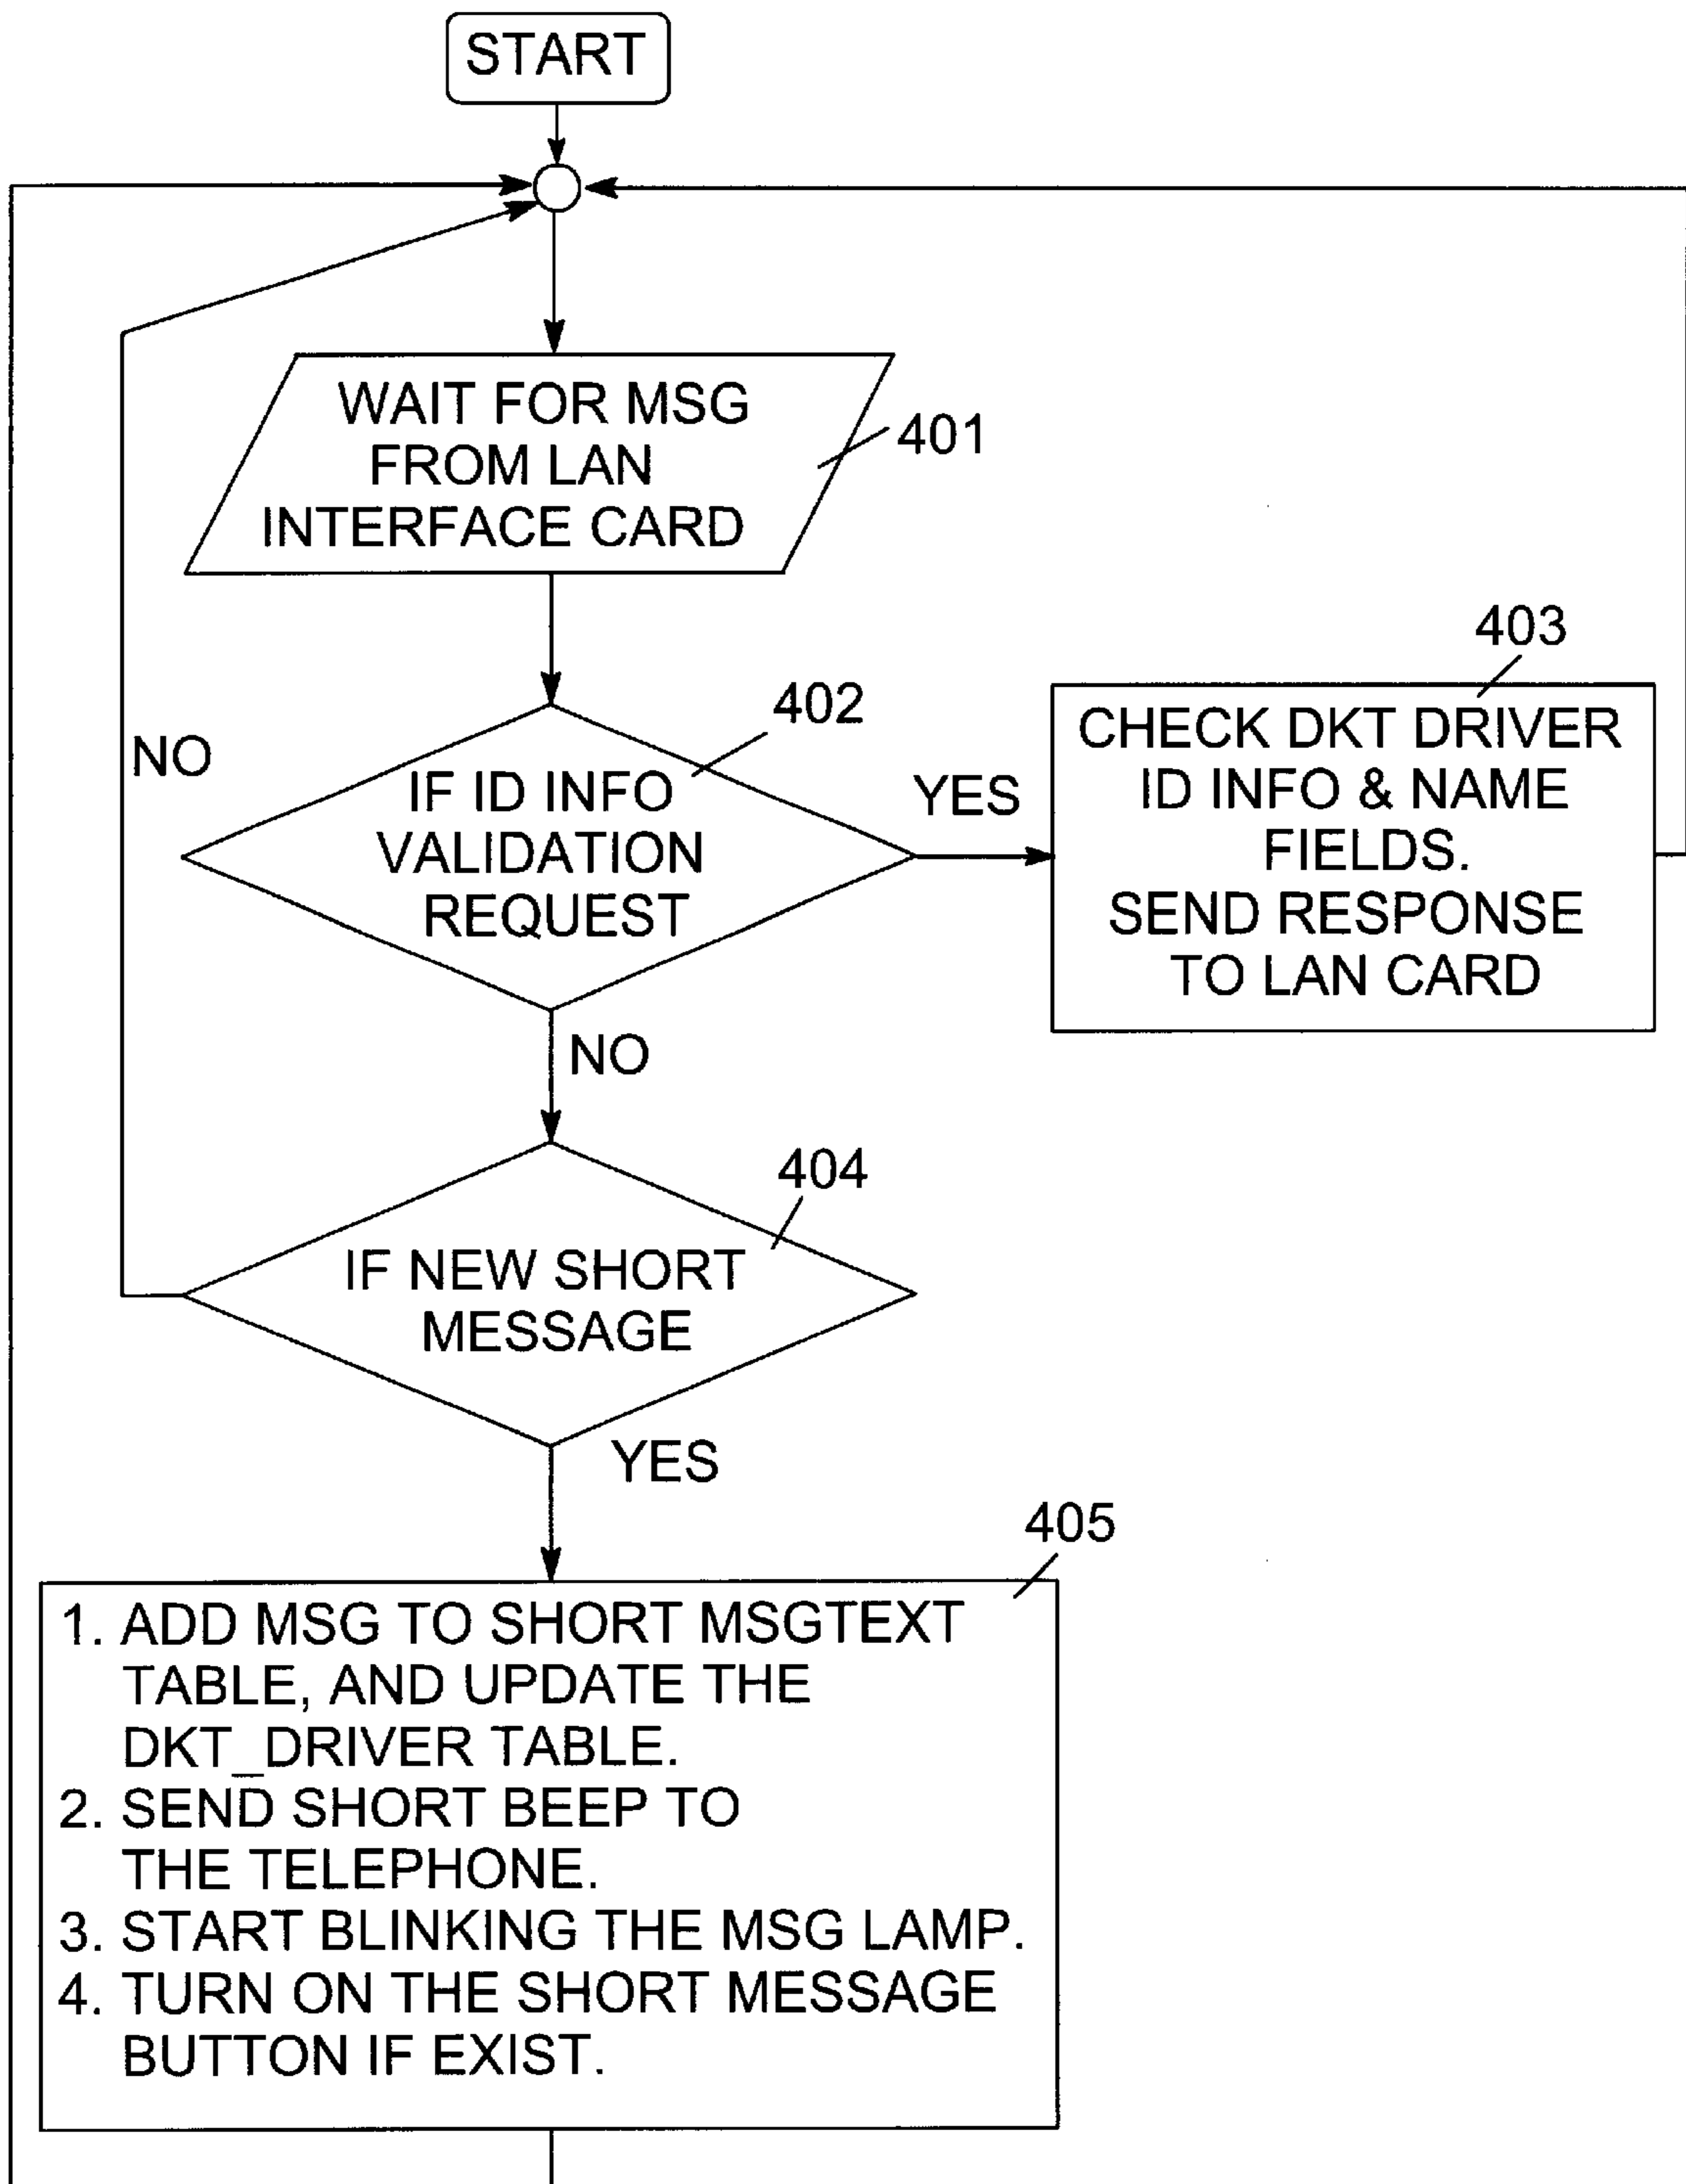 START
WAIT FOR MSG
FROM LAN
INTERFACE CARD
401
402
IF ID INFO
VALIDATION
REQUEST
YES
403
CHECK DKT DRIVER
ID INFO & NAME
FIELDS.
SEND RESPONSE
TO LAN CARD
NO
NO
404
IF NEW SHORT
MESSAGE
YES
405
1. ADD MSG TO SHORT MSGTEXT
TABLE, AND UPDATE THE
DKT_DRIVER TABLE.
2. SEND SHORT BEEP TO
THE TELEPHONE.
3. START BLINKING THE MSG LAMP.
4. TURN ON THE SHORT MESSAGE
BUTTON IF EXIST.